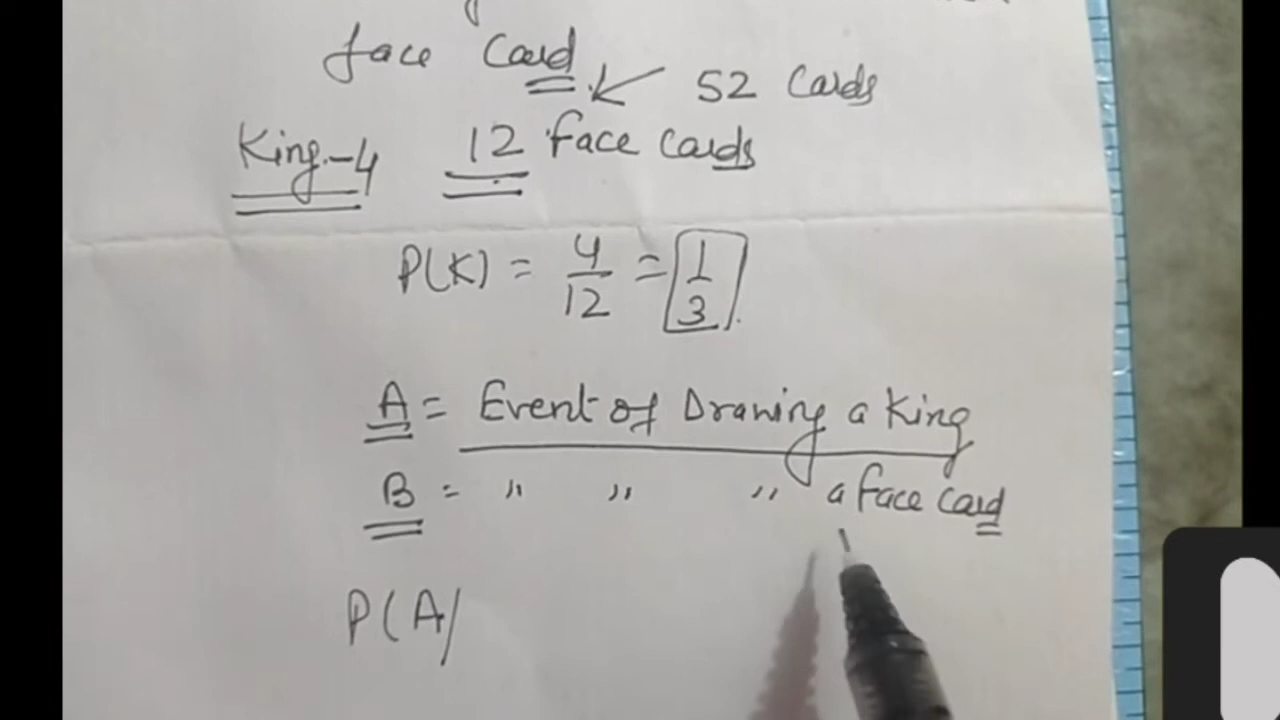 face Card
52 Cards
King-4 12 Face Cards
P(K) = 4/12 = 1/3
A = Event of Drawing a King
B = " " " a Face Card
P(A/